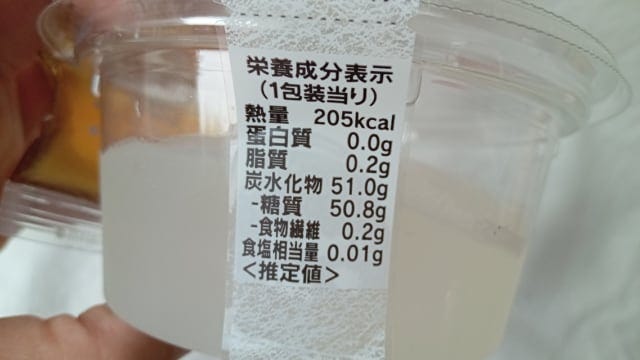 栄養成分表示
(1包装当り)
熱量 205kcal
蛋白質 0.0g
脂質 0.2g
炭水化物 51.0g
-糖質 50.8g
-食物繊維 0.2g
食塩相当量 0.01g
<推定値>